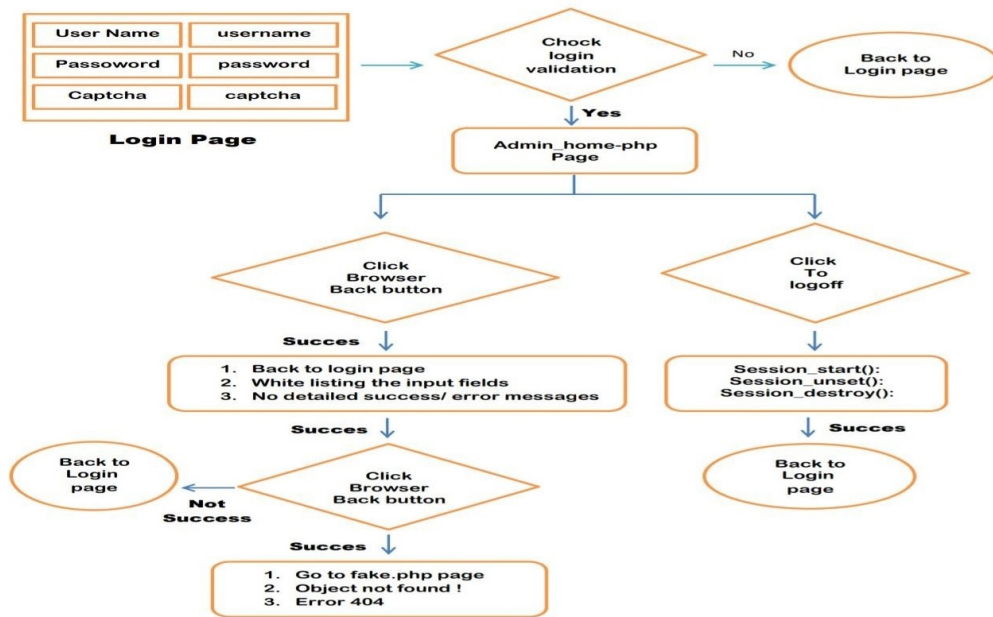 User Name
username
Passoword
password
Captcha
captcha
Login Page
Chock
login
validation
No
Back to
Login page
Yes
Admin_home-php
Page
Click
Browser
Back button
Click
To
logoff
Succes
1. Back to login page
2. White listing the input fields
3. No detailed success/ error messages
Session_start():
Session_unset():
Session_destroy():
Succes
Succes
Back to
Login
page
Click
Browser
Back button
Back to
Login
page
Not
Success
Succes
1. Go to fake.php page
2. Object not found !
3. Error 404